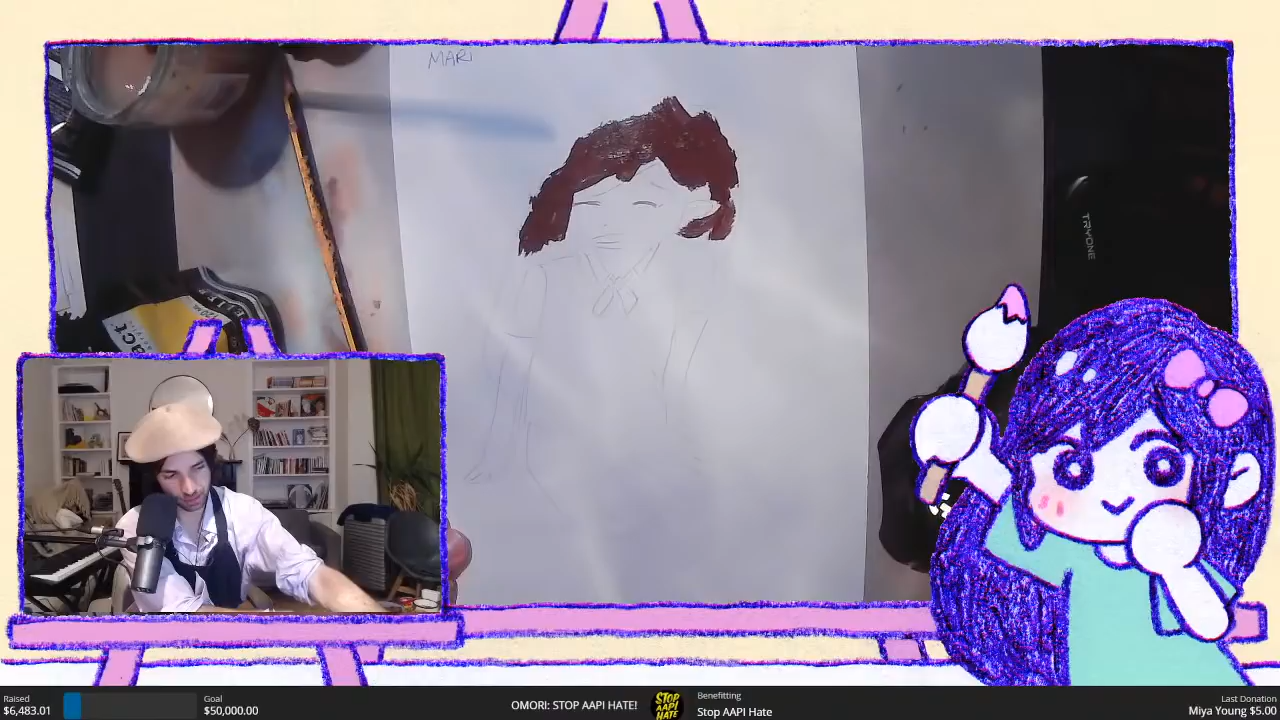 MARI
TRYONE
Raised
$6,483.01
Goal
$50,000.00
OMORI: STOP AAPI HATE!
STOP
AAPI
HATE
Benefitting
Stop AAPI Hate
Last Donation
Miya Young $5.00